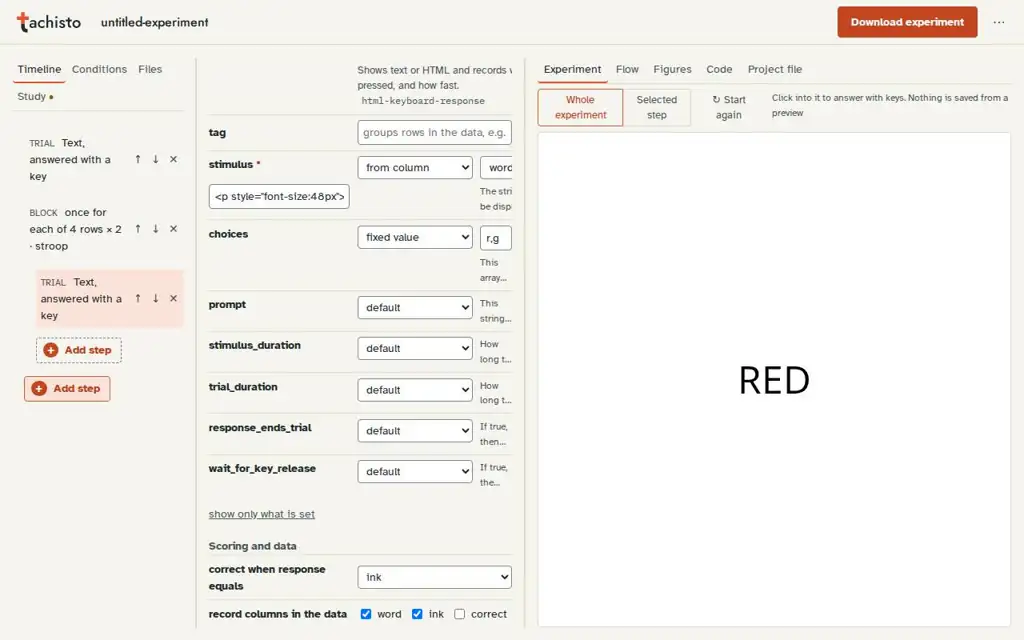 tachisto
untitled-experiment
Download experiment
...
Timeline
Conditions
Files
Study •
TRIAL Text,
answered with a
key
↑ ↓ ✕
BLOCK once for
each of 4 rows × 2
· stroop
↑ ↓ ✕
TRIAL Text,
answered with a
key
↑ ↓ ✕
+ Add step
+ Add step
Shows text or HTML and records
pressed, and how fast.
html-keyboard-response
tag
groups rows in the data, e.g.
stimulus *
from column
word
The stri
be displ
<p style="font-size:48px">
choices
fixed value
r,g
This
array...
prompt
default
This
string...
stimulus_duration
default
How
long t...
trial_duration
default
How
long t...
response_ends_trial
default
If true,
then...
wait_for_key_release
default
If true,
the...
show only what is set
Scoring and data
correct when response
equals
ink
record columns in the data
word
ink
correct
Experiment
Flow
Figures
Code
Project file
Whole
experiment
Selected
step
↻ Start
again
Click into it to answer with keys. Nothing is saved from a
preview
RED